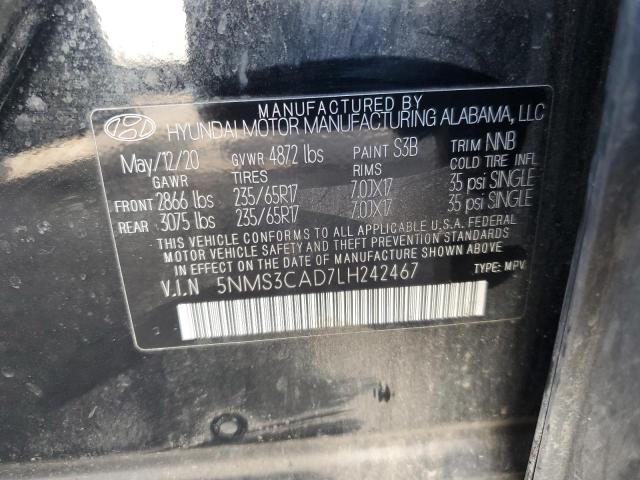 MANUFACTURED BY
HYUNDAI MOTOR MANUFACTURING ALABAMA, LLC
May/12/20 GVWR 4872 lbs PAINT S3B TRIM NNB
GAWR TIRES RIMS COLD TIRE INFL
FRONT 2866 lbs 235/65R17 7.0JX17 35 psi SINGLE
REAR 3075 lbs 235/65R17 7.0JX17 35 psi SINGLE
THIS VEHICLE CONFORMS TO ALL APPLICABLE U.S.A. FEDERAL
MOTOR VEHICLE SAFETY AND THEFT PREVENTION STANDARDS
IN EFFECT ON THE DATE OF MANUFACTURE SHOWN ABOVE
V.I.N 5NMS3CAD7LH242467 TYPE: MPV